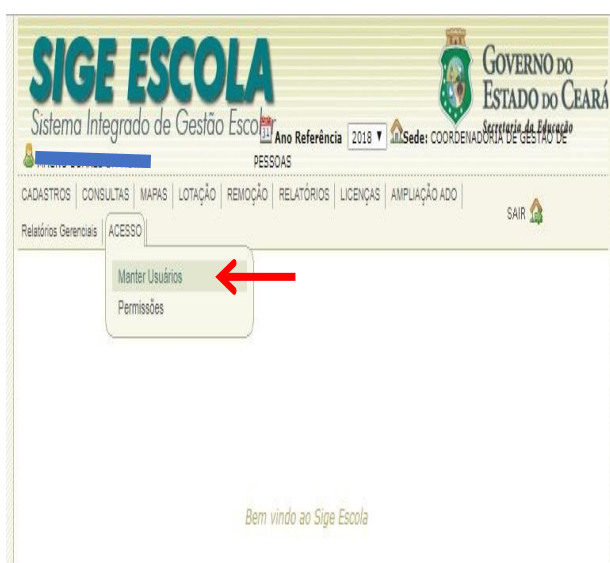 SIGE ESCOLA
Sistema Integrado de Gestão Escolar
GOVERNO DO
ESTADO DO CEARÁ
Secretaria da Educação
Ano Referência 2018 Sede: COORDENADORIA DE GESTÃO DE
PESSOAS
CADASTROS CONSULTAS MAPAS LOTAÇÃO REMOÇÃO RELATÓRIOS LICENÇAS AMPLIAÇÃO ADO
SAIR
Relatórios Gerenciais ACESSO
Manter Usuários
Permissões
Bem vindo ao Sige Escola